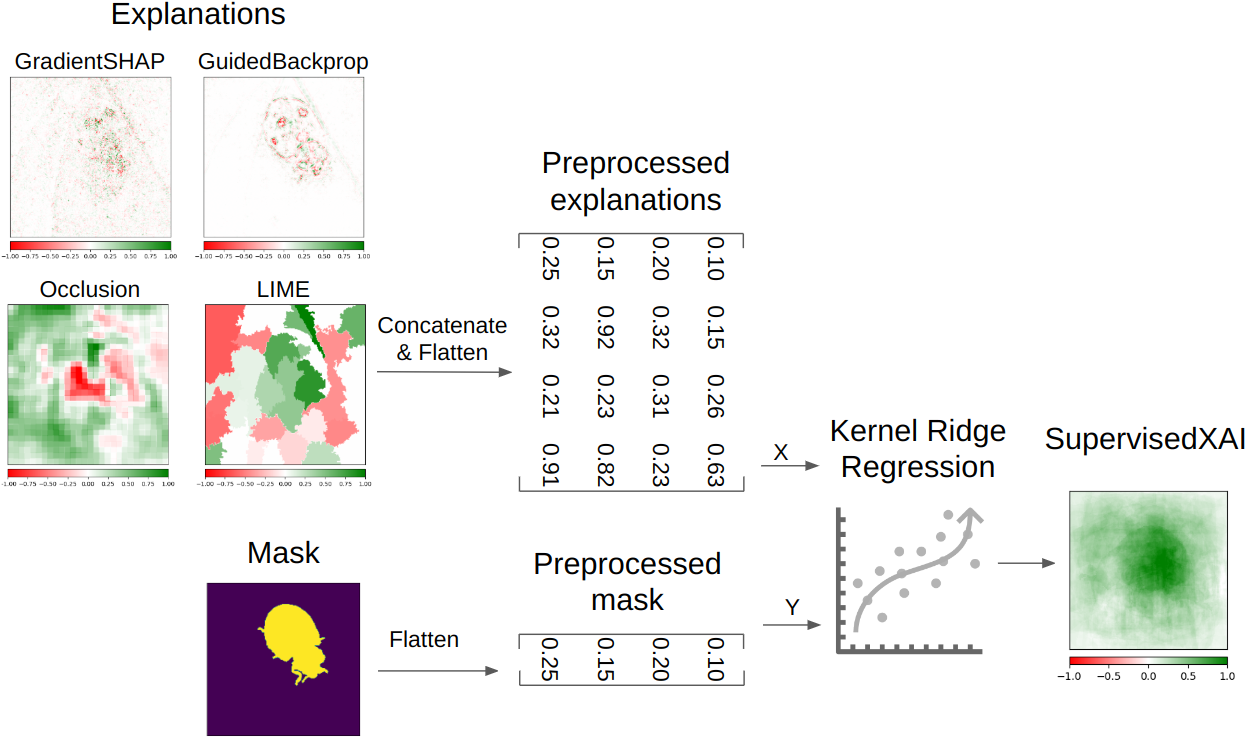 Explanations
GradientSHAP
GuidedBackprop
−1.00 −0.75 −0.50 −0.25 0.00 0.25 0.50 0.75 1.00
−1.00 −0.75 −0.50 −0.25 0.00 0.25 0.50 0.75 1.00
Occlusion
LIME
-1.00 −0.75 −0.50 −0.25 0.00 0.25 0.50 0.75 1.00
−1.00 −0.75 −0.50 −0.25 0.00 0.25 0.50 0.75 1.00
Concatenate
& Flatten
Preprocessed
explanations
0.25 0.15 0.20 0.10
0.32 0.92 0.32 0.15
0.21 0.23 0.31 0.26
0.91 0.82 0.23 0.63
Mask
Flatten
Preprocessed
mask
0.25 0.15 0.20 0.10
X
Y
Kernel Ridge
Regression
SupervisedXAI
−1.0 −0.5 0.0 0.5 1.0